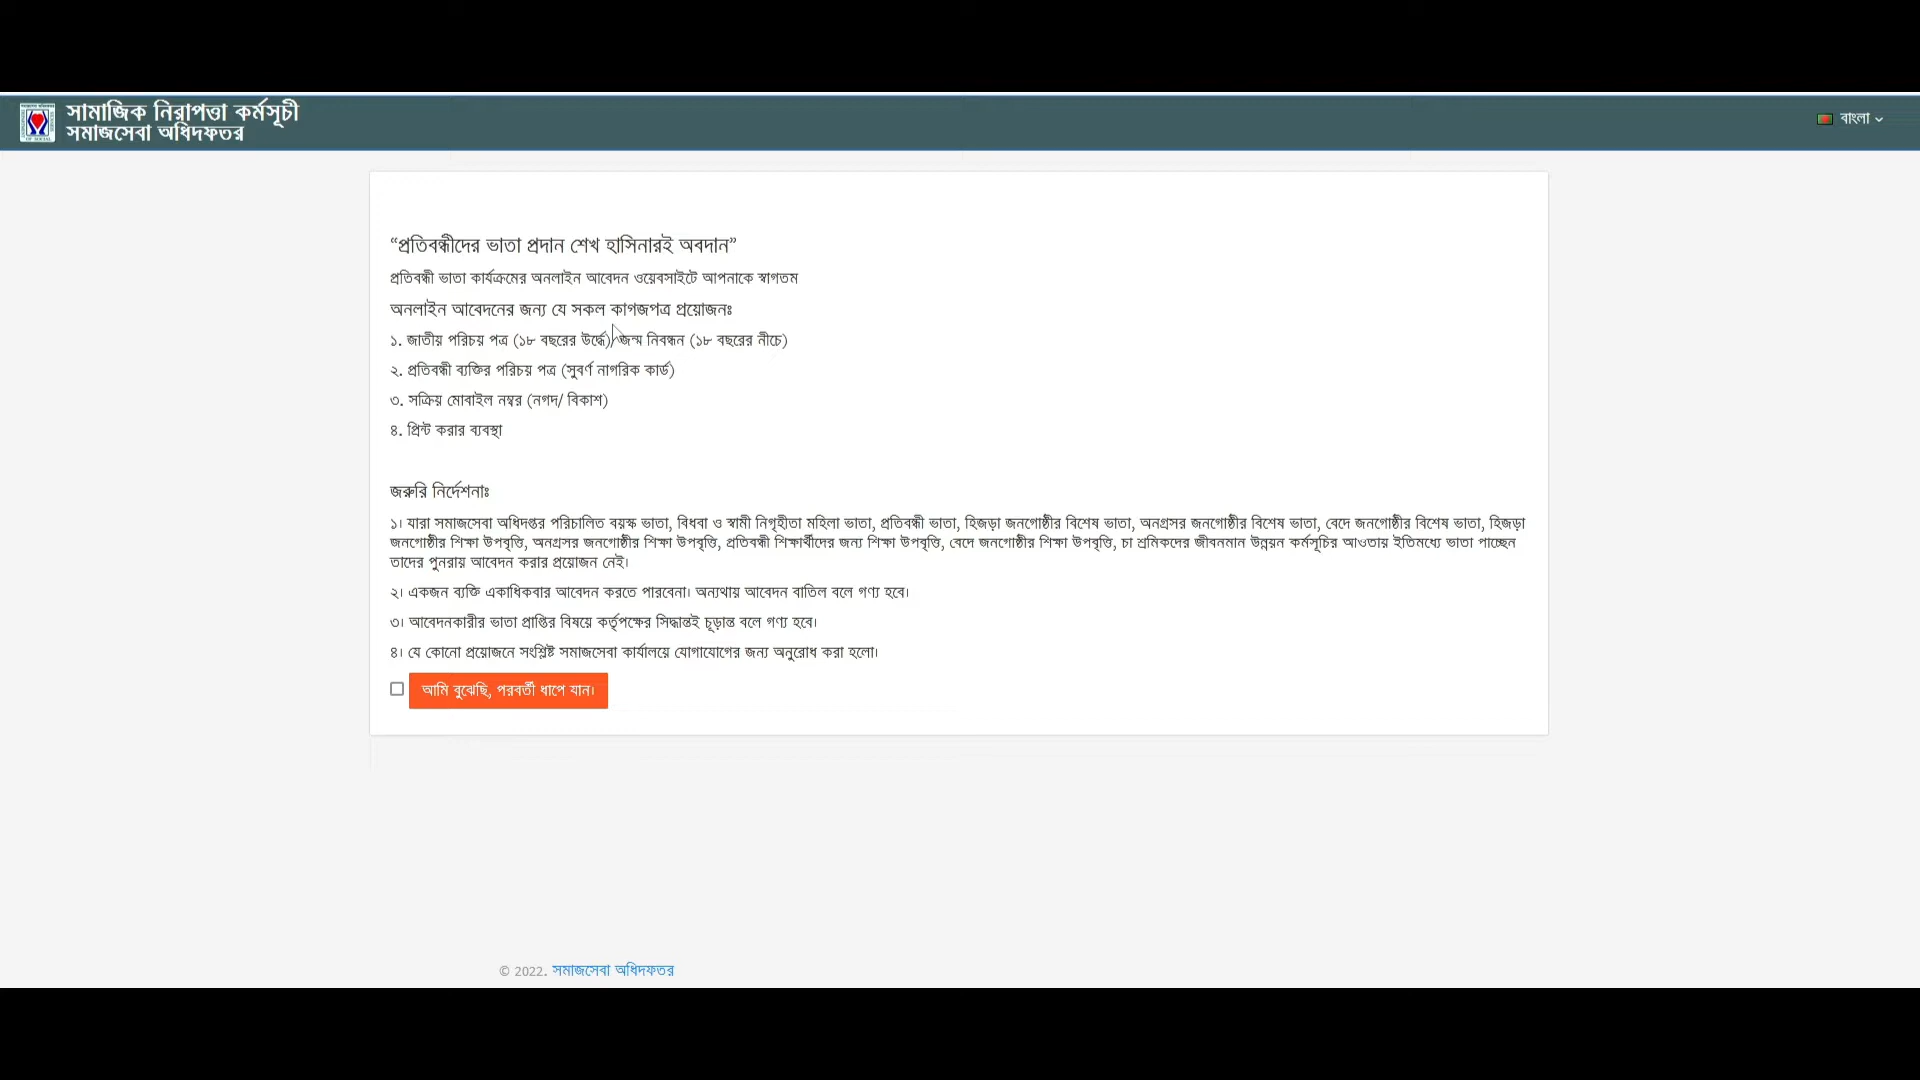 সামাজিক নিরাপত্তা কর্মসূচী
সমাজসেবা অধিদফতর
বাংলা
“প্রতিবন্ধীদের ভাতা প্রদান শেখ হাসিনারই অবদান”
প্রতিবন্ধী ভাতা কার্যক্রমের অনলাইন আবেদন ওয়েবসাইটে আপনাকে স্বাগতম
অনলাইন আবেদনের জন্য যে সকল কাগজপত্র প্রয়োজনঃ
১. জাতীয় পরিচয় পত্র (১৮ বছরের উর্দ্ধে)/জন্ম নিবন্ধন (১৮ বছরের নীচে)
২. প্রতিবন্ধী ব্যক্তির পরিচয় পত্র (সুবর্ণ নাগরিক কার্ড)
৩. সক্রিয় মোবাইল নম্বর (নগদ/ বিকাশ)
৪. প্রিন্ট করার ব্যবস্থা
জরুরি নির্দেশনাঃ
১। যারা সমাজসেবা অধিদপ্তর পরিচালিত বয়স্ক ভাতা, বিধবা ও স্বামী নিগৃহীতা মহিলা ভাতা, প্রতিবন্ধী ভাতা, হিজড়া জনগোষ্ঠীর বিশেষ ভাতা, অনগ্রসর জনগোষ্ঠীর বিশেষ ভাতা, বেদে জনগোষ্ঠীর বিশেষ ভাতা, হিজড়া
জনগোষ্ঠীর শিক্ষা উপবৃত্তি, অনগ্রসর জনগোষ্ঠীর শিক্ষা উপবৃত্তি, প্রতিবন্ধী শিক্ষার্থীদের জন্য শিক্ষা উপবৃত্তি, বেদে জনগোষ্ঠীর শিক্ষা উপবৃত্তি, চা শ্রমিকদের জীবনমান উন্নয়ন কর্মসূচির আওতায় ইতিমধ্যে ভাতা পাচ্ছেন
তাদের পুনরায় আবেদন করার প্রয়োজন নেই।
২। একজন ব্যক্তি একাধিকবার আবেদন করতে পারবেনা। অন্যথায় আবেদন বাতিল বলে গণ্য হবে।
৩। আবেদনকারীর ভাতা প্রাপ্তির বিষয়ে কর্তৃপক্ষের সিদ্ধান্তই চূড়ান্ত বলে গণ্য হবে।
৪। যে কোনো প্রয়োজনে সংশ্লিষ্ট সমাজসেবা কার্যালয়ে যোগাযোগের জন্য অনুরোধ করা হলো।
আমি বুঝেছি, পরবর্তী ধাপে যান।
© 2022. সমাজসেবা অধিদফতর